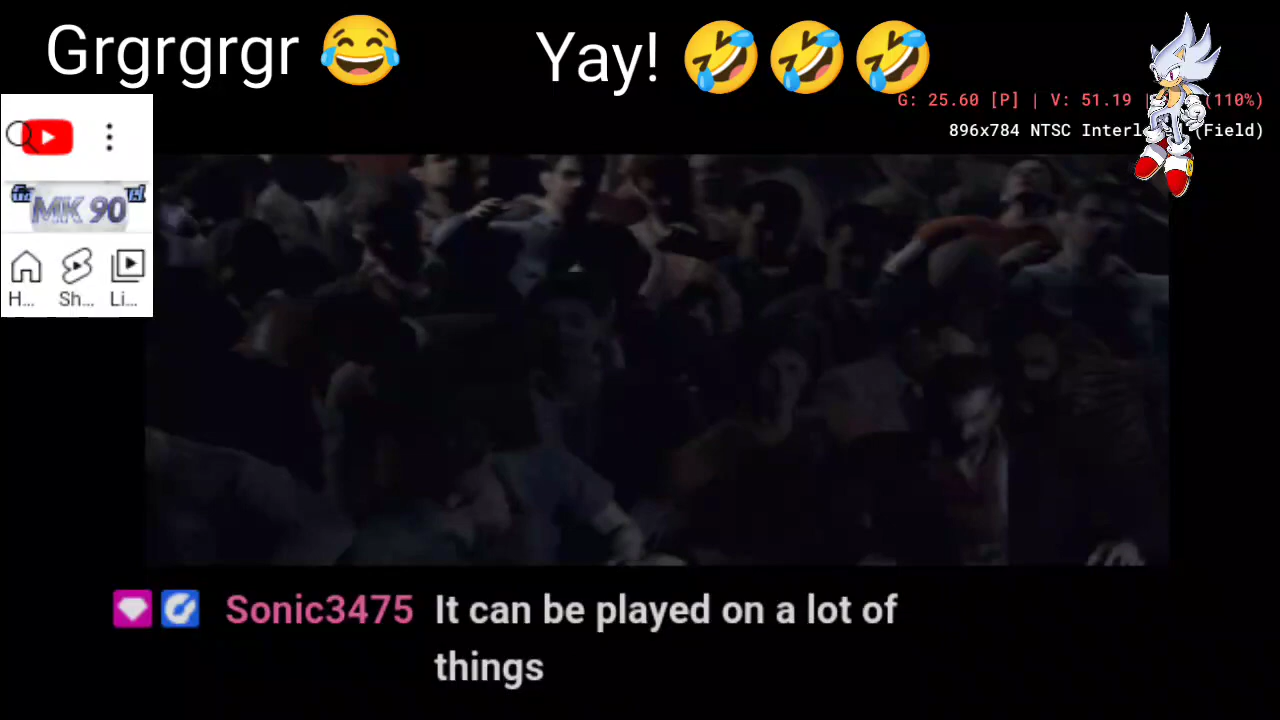 Grgrgrgr 😂
Yay! 🤣🤣🤣
G: 25.60 [P] | V: 51.19 | (110%)
896x784 NTSC (Field)
MK 90
H...
Sh...
Li...
Sonic3475 It can be played on a lot of
things